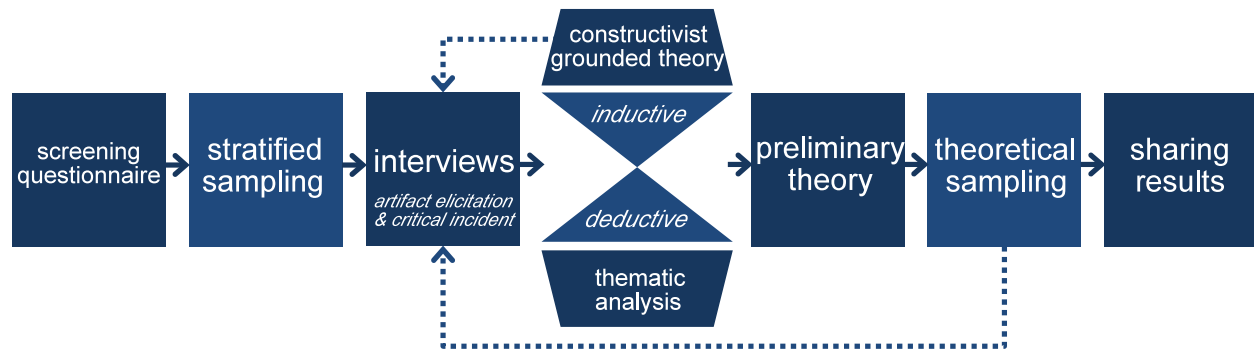 screening
questionnaire
stratified
sampling
interviews
artifact elicitation
& critical incident
constructivist
grounded theory
inductive
deductive
thematic
analysis
preliminary
theory
theoretical
sampling
sharing
results